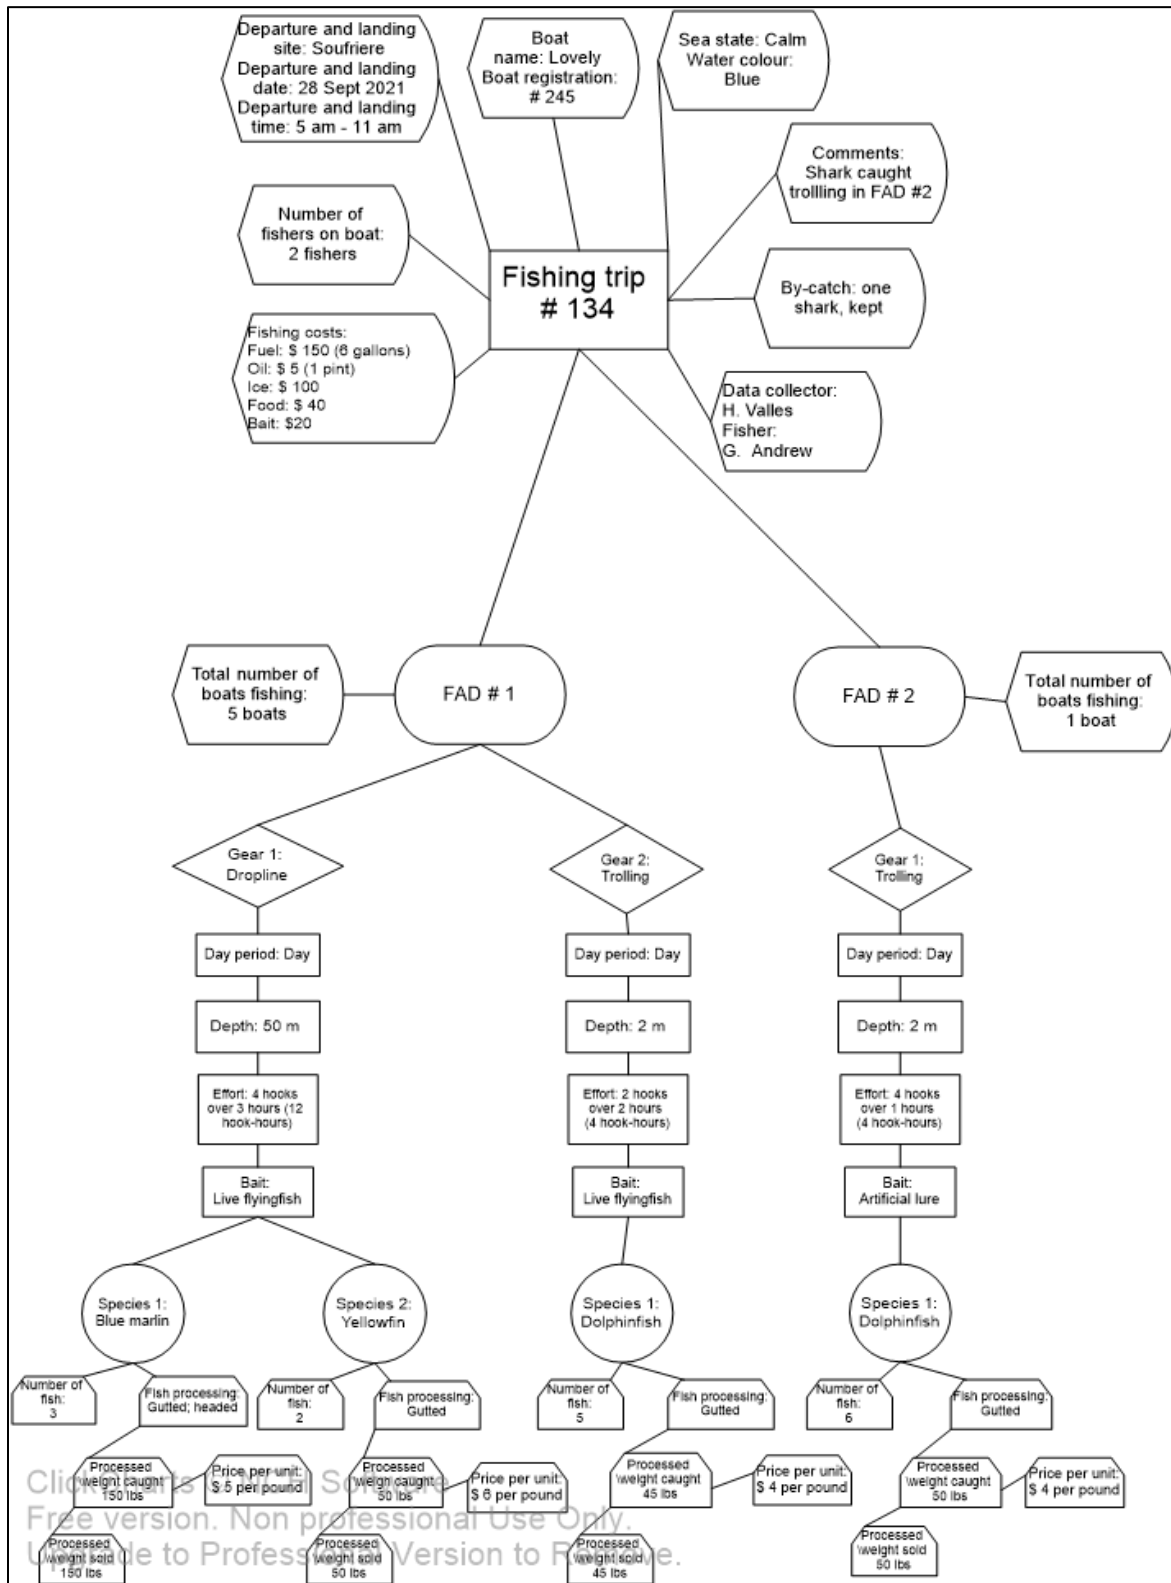 Departure and landing
site: Soufriere
Departure and landing
date: 28 Sept 2021
Departure and landing
time: 5 am - 11 am
Boat
name: Lovely
Boat registration:
# 245
Sea state: Calm
Water colour:
Blue
Comments:
Shark caught
trollling in FAD #2
Number of
fishers on boat:
2 fishers
Fishing trip
# 134
By-catch: one
shark, kept
Fishing costs:
Fuel: $ 150 (6 gallons)
Oil: $ 5 (1 pint)
Ice: $ 100
Food: $ 40
Bait: $20
Data collector:
H. Valles
Fisher:
G. Andrew
Total number of
boats fishing:
5 boats
FAD # 1
FAD # 2
Total number of
boats fishing:
1 boat
Gear 1:
Dropline
Gear 2:
Trolling
Gear 1:
Trolling
Day period: Day
Day period: Day
Day period: Day
Depth: 50 m
Depth: 2 m
Depth: 2 m
Effort: 4 hooks
over 3 hours (12
hook-hours)
Effort: 2 hooks
over 2 hours
(4 hook-hours)
Effort: 4 hooks
over 1 hours
(4 hook-hours)
Bait:
Live flyingfish
Bait:
Live flyingfish
Bait:
Artificial lure
Species 1:
Blue marlin
Species 2:
Yellowfin
Species 1:
Dolphinfish
Species 1:
Dolphinfish
Number of
fish:
3
Fish processing:
Gutted; headed
Number of
fish:
2
Fish processing:
Gutted
Number of
fish:
5
Fish processing:
Gutted
Number of
fish:
6
Fish processing:
Gutted
Processed
weight caught
150 lbs
Price per unit:
$ 5 per pound
Processed
weight caught
50 lbs
Price per unit:
$ 6 per pound
Processed
weight caught
45 lbs
Price per unit:
$ 4 per pound
Processed
weight caught
50 lbs
Price per unit:
$ 4 per pound
Processed
weight sold
150 lbs
Processed
weight sold
50 lbs
Processed
weight sold
45 lbs
Processed
weight sold
50 lbs
ClickCharts © NCH Software
Free version. Non professional Use Only.
Upgrade to Professional Version to Remove.